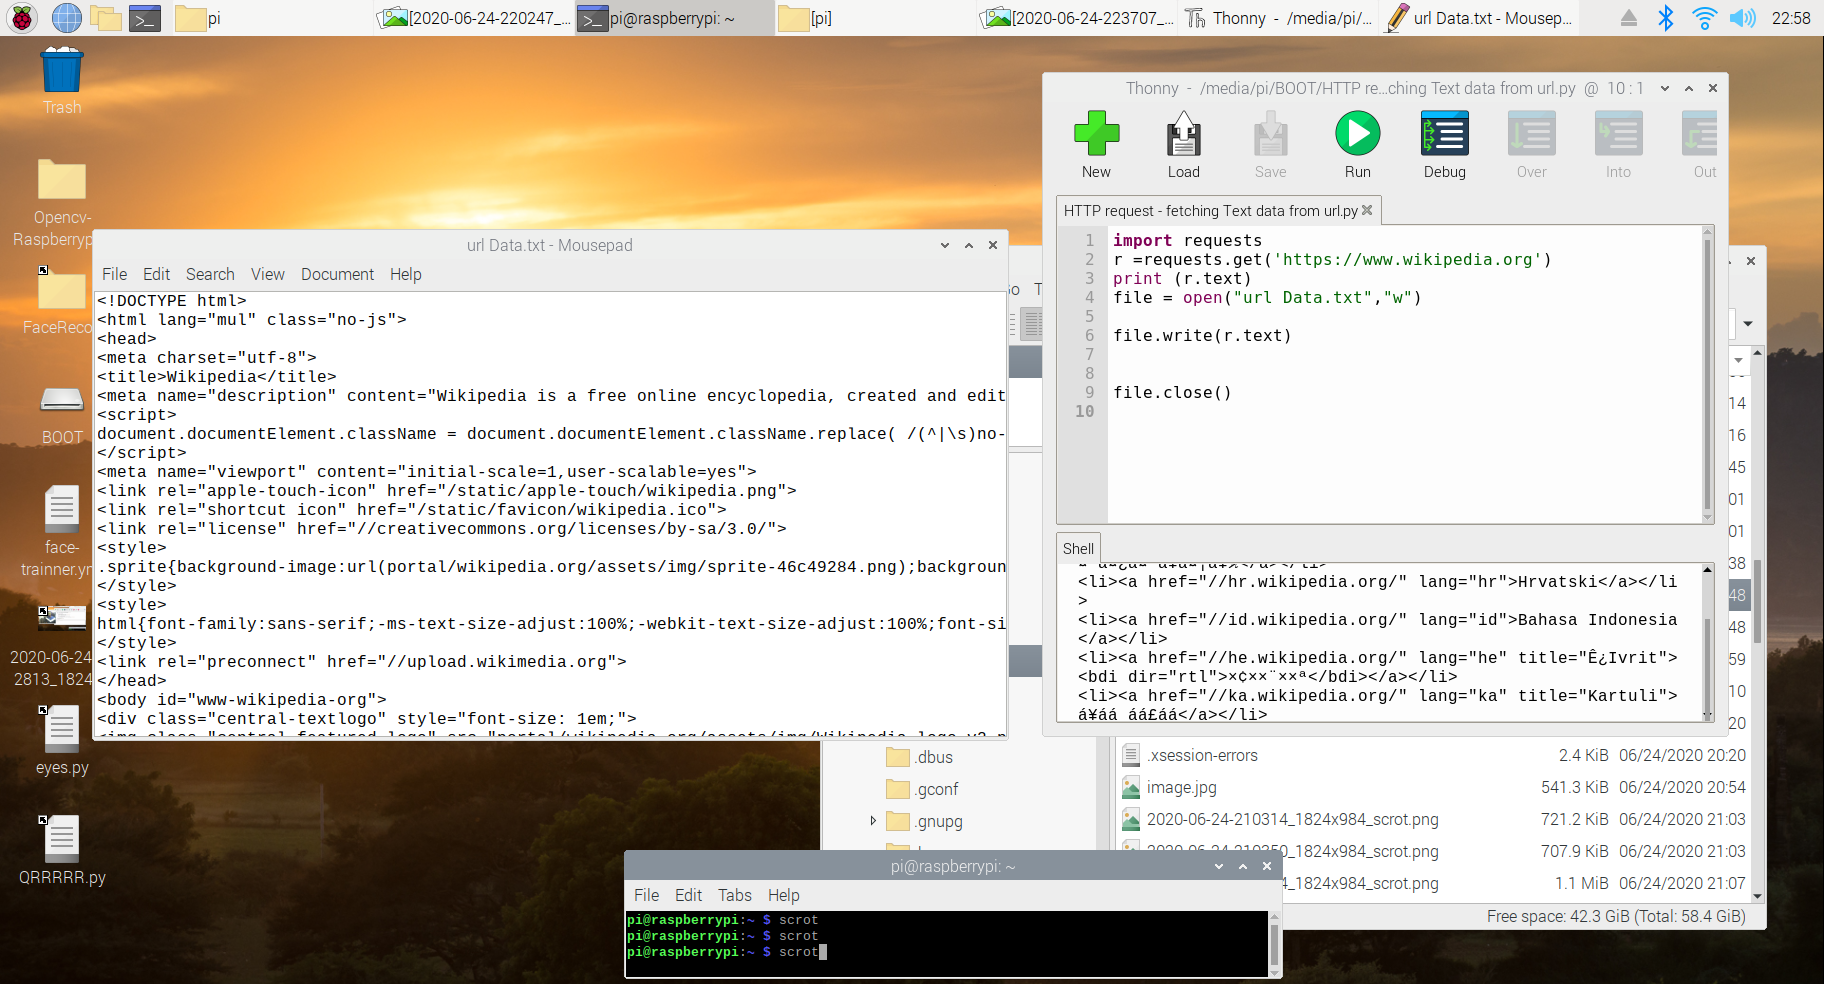 pi
[2020-06-24-220247_...
pi@raspberrypi: ~
[pi]
[2020-06-24-223707_...
Thonny  -  /media/pi/...
url Data.txt - Mousep...
22:58
Trash
Opencv-
Raspberryp
FaceReco
BOOT
face-
trainner.yn
2020-06-24
2813_1824
eyes.py
QRRRRR.py
url Data.txt - Mousepad
File Edit Search View Document Help
<!DOCTYPE html>
<html lang="mul" class="no-js">
<head>
<meta charset="utf-8">
<title>Wikipedia</title>
<meta name="description" content="Wikipedia is a free online encyclopedia, created and edit
<script>
document.documentElement.className = document.documentElement.className.replace( /(^|\s)no-
</script>
<meta name="viewport" content="initial-scale=1,user-scalable=yes">
<link rel="apple-touch-icon" href="/static/apple-touch/wikipedia.png">
<link rel="shortcut icon" href="/static/favicon/wikipedia.ico">
<link rel="license" href="//creativecommons.org/licenses/by-sa/3.0/">
<style>
.sprite{background-image:url(portal/wikipedia.org/assets/img/sprite-46c49284.png);backgroun
</style>
<style>
html{font-family:sans-serif;-ms-text-size-adjust:100%;-webkit-text-size-adjust:100%;font-si
</style>
<link rel="preconnect" href="//upload.wikimedia.org">
</head>
<body id="www-wikipedia-org">
<div class="central-textlogo" style="font-size: 1em;">
Thonny  -  /media/pi/BOOT/HTTP re...ching Text data from url.py  @  10 : 1
New Load Save Run Debug Over Into Out
HTTP request - fetching Text data from url.py
1 import requests
2 r =requests.get('https://www.wikipedia.org')
3 print (r.text)
4 file = open("url Data.txt","w")
5
6 file.write(r.text)
7
8
9 file.close()
10
Shell
<li><a href="//hr.wikipedia.org/" lang="hr">Hrvatski</a></li
>
<li><a href="//id.wikipedia.org/" lang="id">Bahasa Indonesia
</a></li>
<li><a href="//he.wikipedia.org/" lang="he" title="Ê¿Ivrit">
<bdi dir="rtl">×¢××¨××ª</bdi></a></li>
<li><a href="//ka.wikipedia.org/" lang="ka" title="Kartuli">
á¥áá áá£áá</a></li>
14
16
45
01
01
38
48
48
59
10
20
.dbus
.gconf
.gnupg
.xsession-errors 2.4 KiB 06/24/2020 20:20
image.jpg 541.3 KiB 06/24/2020 20:54
2020-06-24-210314_1824x984_scrot.png 721.2 KiB 06/24/2020 21:03
2020-06-24-210350_1824x984_scrot.png 707.9 KiB 06/24/2020 21:03
4_1824x984_scrot.png 1.1 MiB 06/24/2020 21:07
Free space: 42.3 GiB (Total: 58.4 GiB)
pi@raspberrypi: ~
File Edit Tabs Help
pi@raspberrypi:~ $ scrot
pi@raspberrypi:~ $ scrot
pi@raspberrypi:~ $ scrot